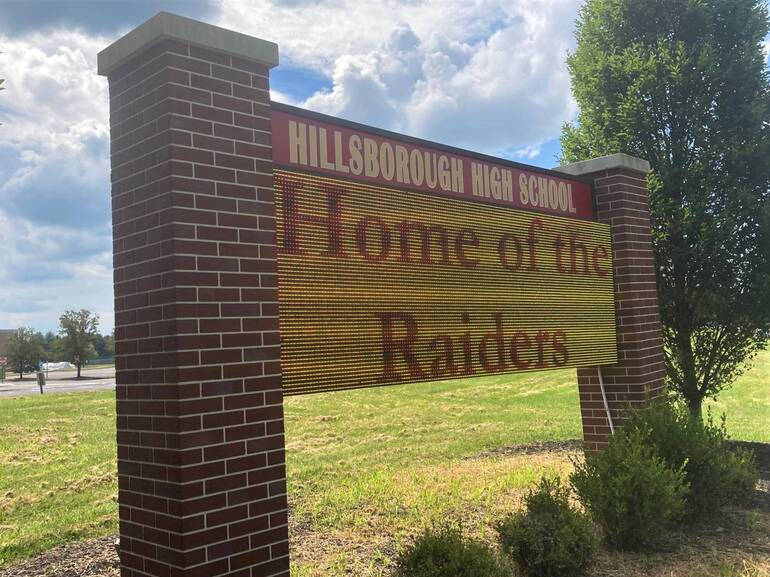 HILLSBOROUGH HIGH SCHOOL
Home of the
Raiders